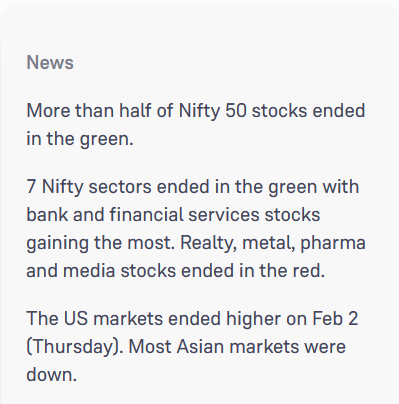 News
More than half of Nifty 50 stocks ended
in the green.
7 Nifty sectors ended in the green with
bank and financial services stocks
gaining the most. Realty, metal, pharma
and media stocks ended in the red.
The US markets ended higher on Feb 2
(Thursday). Most Asian markets were
down.